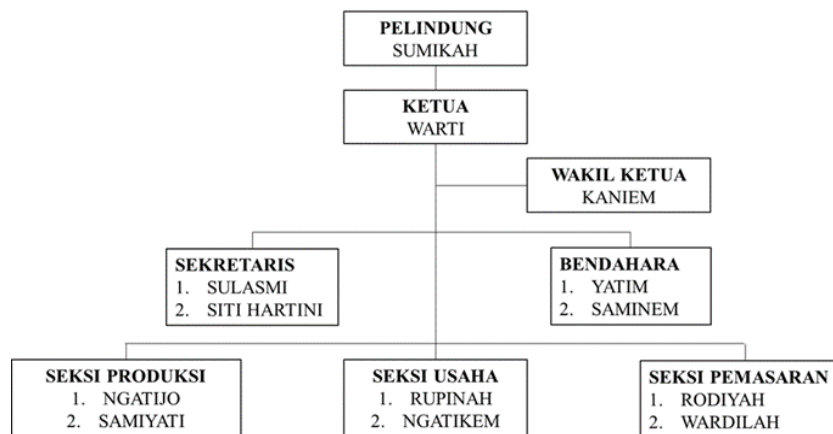 PELINDUNG
SUMIKAH
KETUA
WARTI
WAKIL KETUA
KANIEM
SEKRETARIS
1. SULASMI
2. SITI HARTINI
BENDAHARA
1. YATIM
2. SAMINEM
SEKSI PRODUKSI
1. NGATIJO
2. SAMIYATI
SEKSI USAHA
1. RUPINAH
2. NGATIKEM
SEKSI PEMASARAN
1. RODIYAH
2. WARDILAH